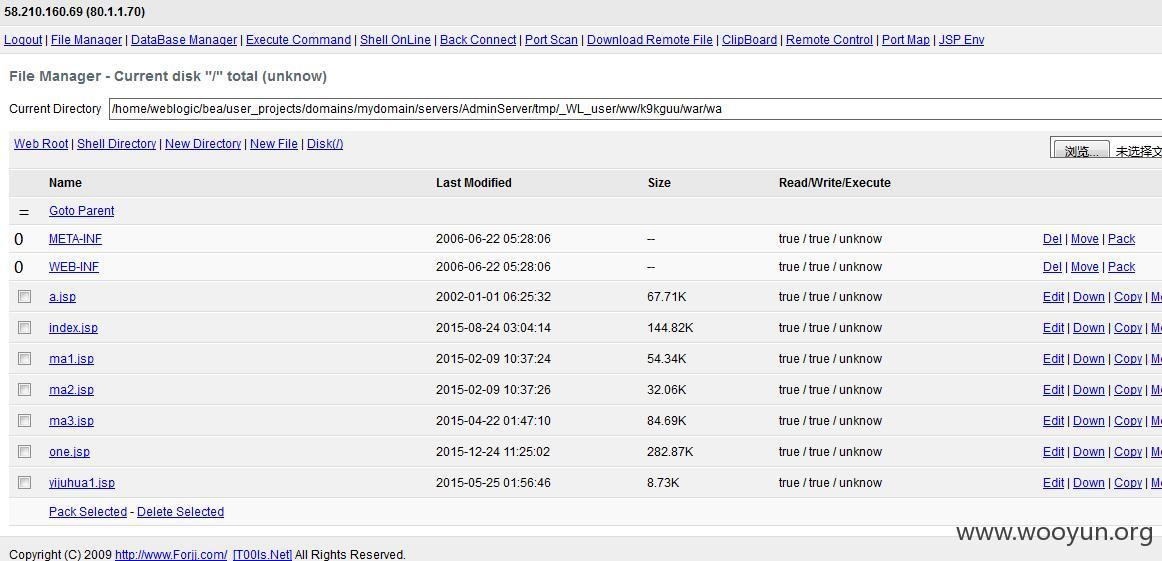 58.210.160.69 (80.1.1.70)
Logout | File Manager | DataBase Manager | Execute Command | Shell OnLine | Back Connect | Port Scan | Download Remote File | ClipBoard | Remote Control | Port Map | JSP Env
File Manager - Current disk "/" total (unknow)
Current Directory /home/weblogic/bea/user_projects/domains/mydomain/servers/AdminServer/tmp/_WL_user/ww/k9kguu/war/wa
Web Root | Shell Directory | New Directory | New File | Disk(/) 浏览... 未选择文
Name Last Modified Size Read/Write/Execute
= Goto Parent
0 META-INF 2006-06-22 05:28:06 -- true / true / unknow Del | Move | Pack
0 WEB-INF 2006-06-22 05:28:06 -- true / true / unknow Del | Move | Pack
a.jsp 2002-01-01 06:25:32 67.71K true / true / unknow Edit | Down | Copy | M
index.jsp 2015-08-24 03:04:14 144.82K true / true / unknow Edit | Down | Copy | M
ma1.jsp 2015-02-09 10:37:24 54.34K true / true / unknow Edit | Down | Copy | M
ma2.jsp 2015-02-09 10:37:26 32.06K true / true / unknow Edit | Down | Copy | M
ma3.jsp 2015-04-22 01:47:10 84.69K true / true / unknow Edit | Down | Copy | M
one.jsp 2015-12-24 11:25:02 282.87K true / true / unknow Edit | Down | Copy | M
yijuhua1.jsp 2015-05-25 01:56:46 8.73K true / true / unknow Edit | Down | Copy | M
Pack Selected - Delete Selected
www.wooyun.org
Copyright (C) 2009 http://www.Forjj.com/ [T00ls.Net] All Rights Reserved.